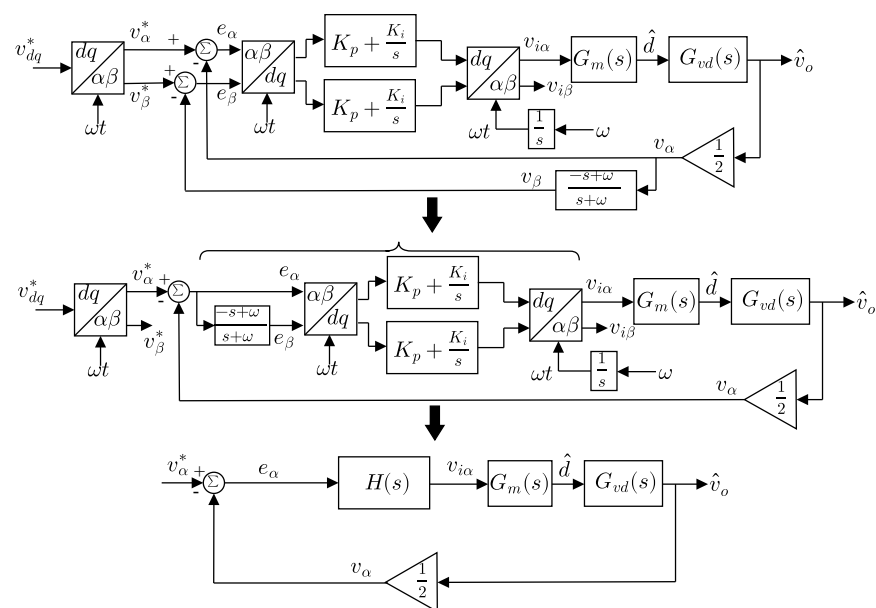 v*dq dq αβ ωt v*α v*β + - Σ + - Σ eα eβ αβ dq ωt Kp + Ki/s Kp + Ki/s dq αβ ωt 1/s ω viα viβ Gm(s) d̂ Gvd(s) v̂o
vα 1/2
vβ -s+ω/s+ω
v*dq dq αβ ωt v*α v*β + - Σ eα -s+ω/s+ω eβ αβ dq ωt Kp + Ki/s Kp + Ki/s dq αβ ωt 1/s ω viα viβ Gm(s) d̂ Gvd(s) v̂o
vα 1/2
v*α + - Σ eα H(s) viα Gm(s) d̂ Gvd(s) v̂o
vα 1/2